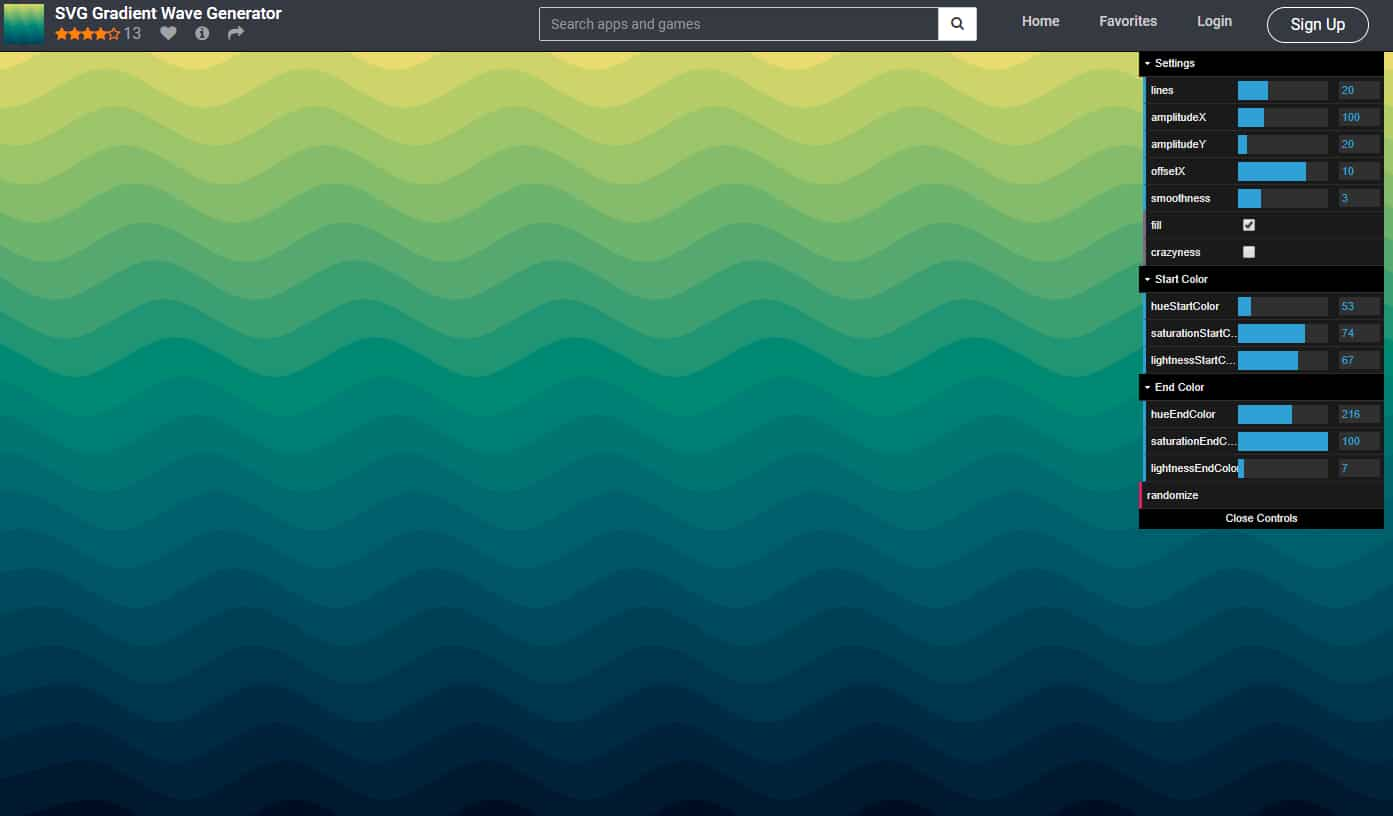 SVG Gradient Wave Generator
13
Search apps and games
Home
Favorites
Login
Sign Up
Settings
lines 20
amplitudeX 100
amplitudeY 20
offsetX 10
smoothness 3
fill
crazyness
Start Color
hueStartColor 53
saturationStartC... 74
lightnessStartC... 67
End Color
hueEndColor 216
saturationEndC... 100
lightnessEndColor 7
randomize
Close Controls